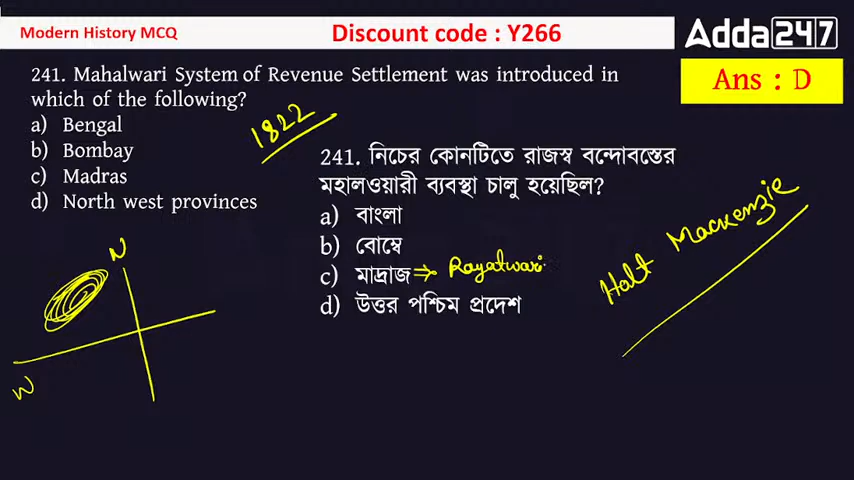 Modern History MCQ
Discount code : Y266
Adda247
Ans : D
241. Mahalwari System of Revenue Settlement was introduced in
which of the following?
a) Bengal
b) Bombay
c) Madras
d) North west provinces
1822
241. নিচের কোনটিতে রাজস্ব বন্দোবস্তের
মহালওয়ারী ব্যবস্থা চালু হয়েছিল?
a) বাংলা
b) বোম্বে
c) মাদ্রাজ => Rayatwari
d) উত্তর পশ্চিম প্রদেশ
Holt Mackenzie
N
W